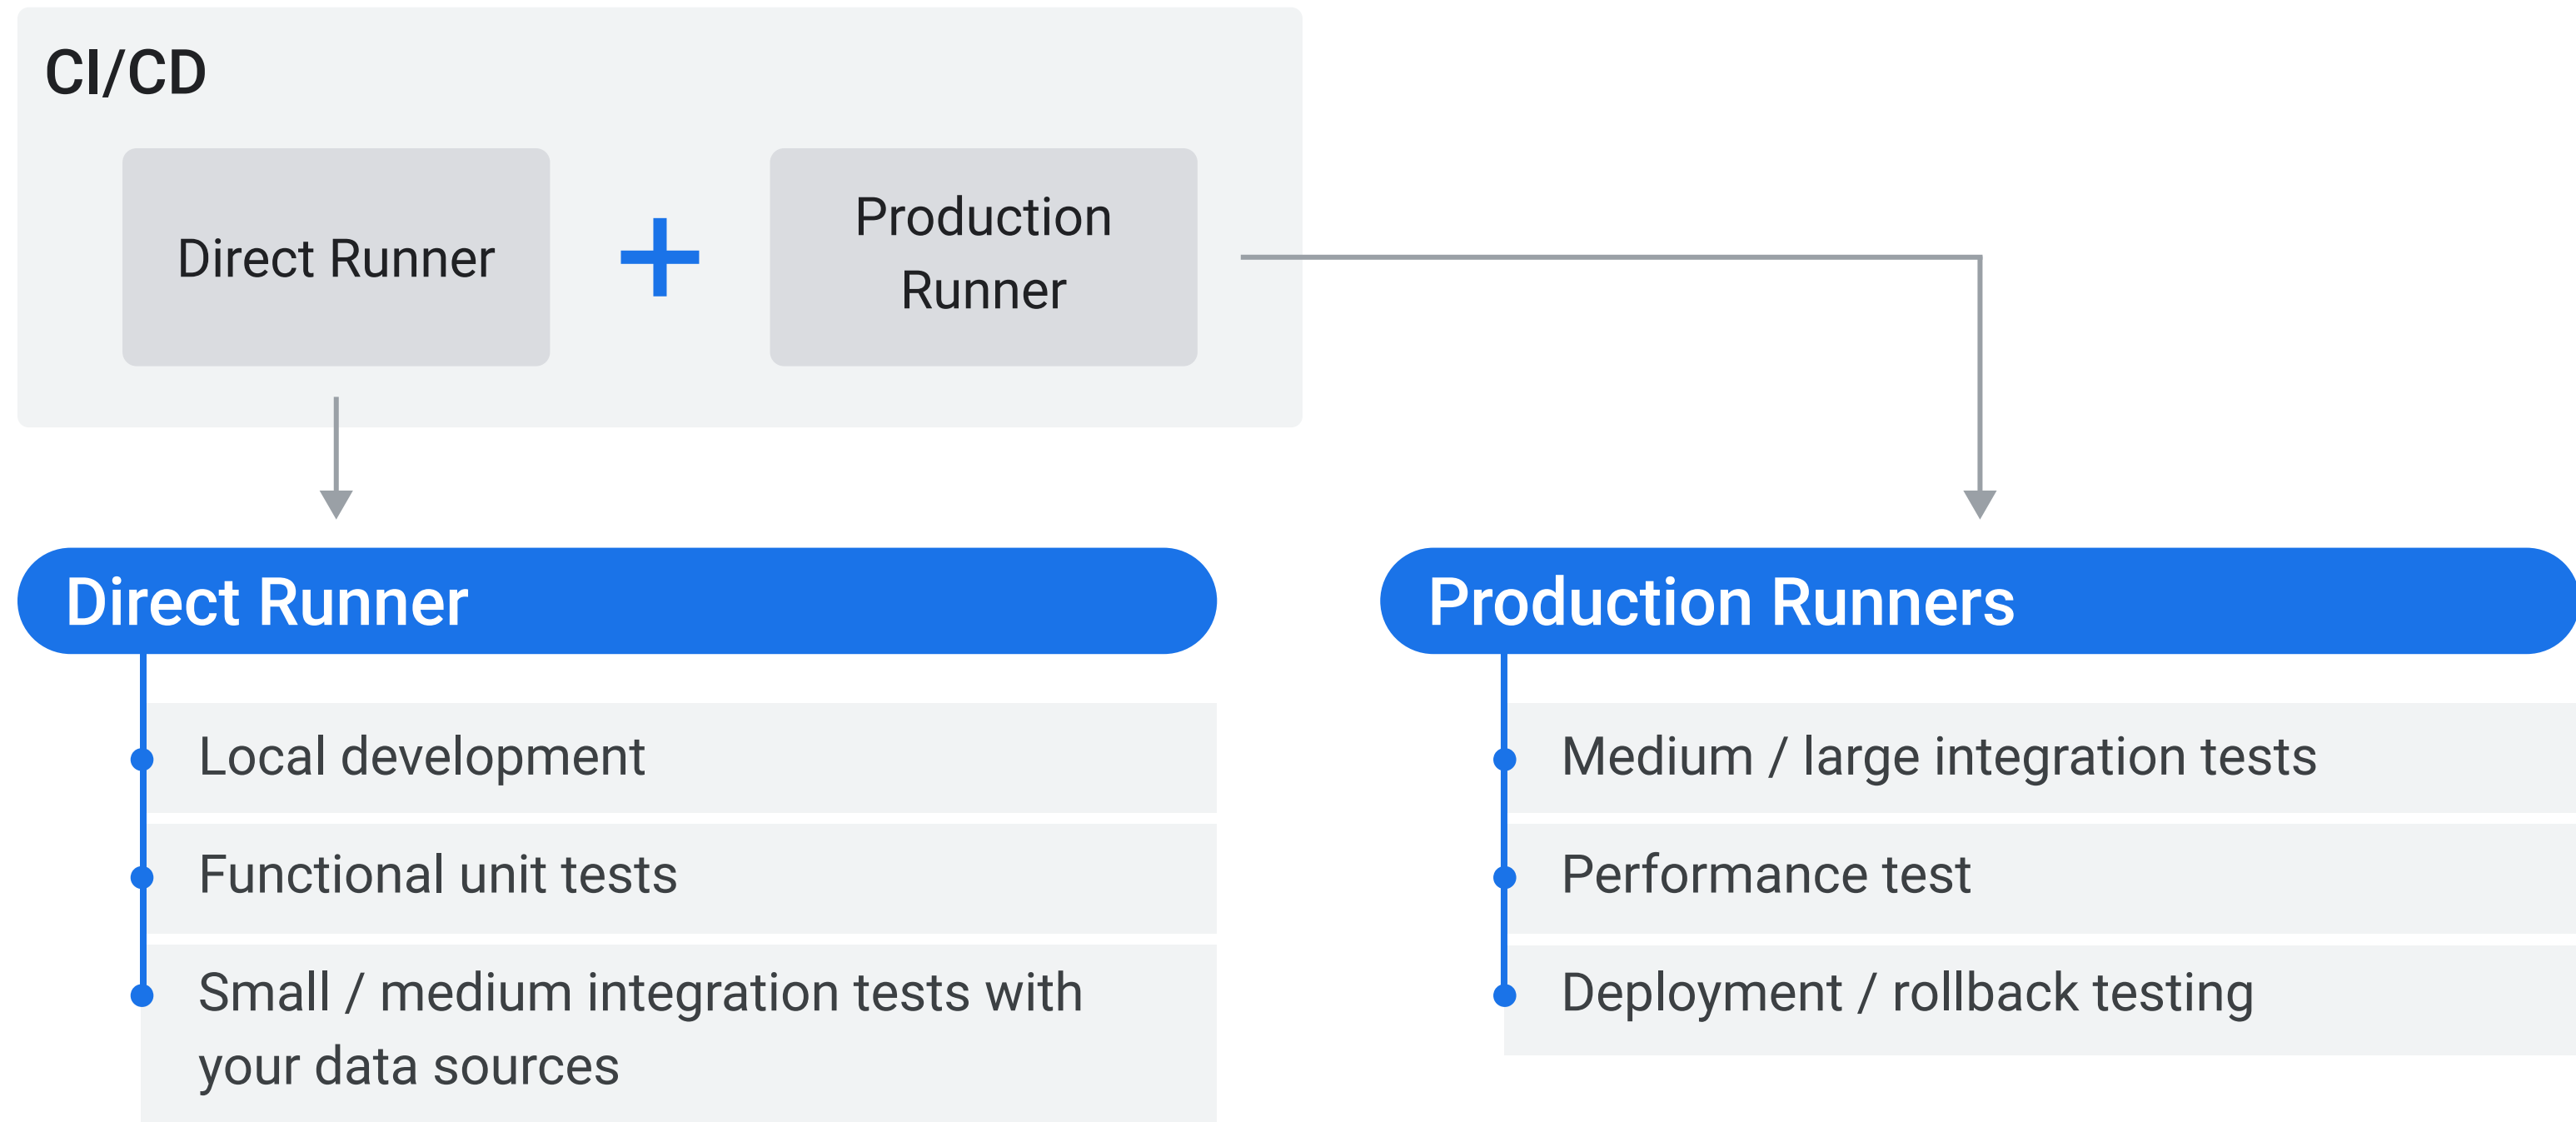 CI/CD
Direct Runner
+
Production
Runner
Direct Runner
Local development
Functional unit tests
Small / medium integration tests with
your data sources
Production Runners
Medium / large integration tests
Performance test
Deployment / rollback testing